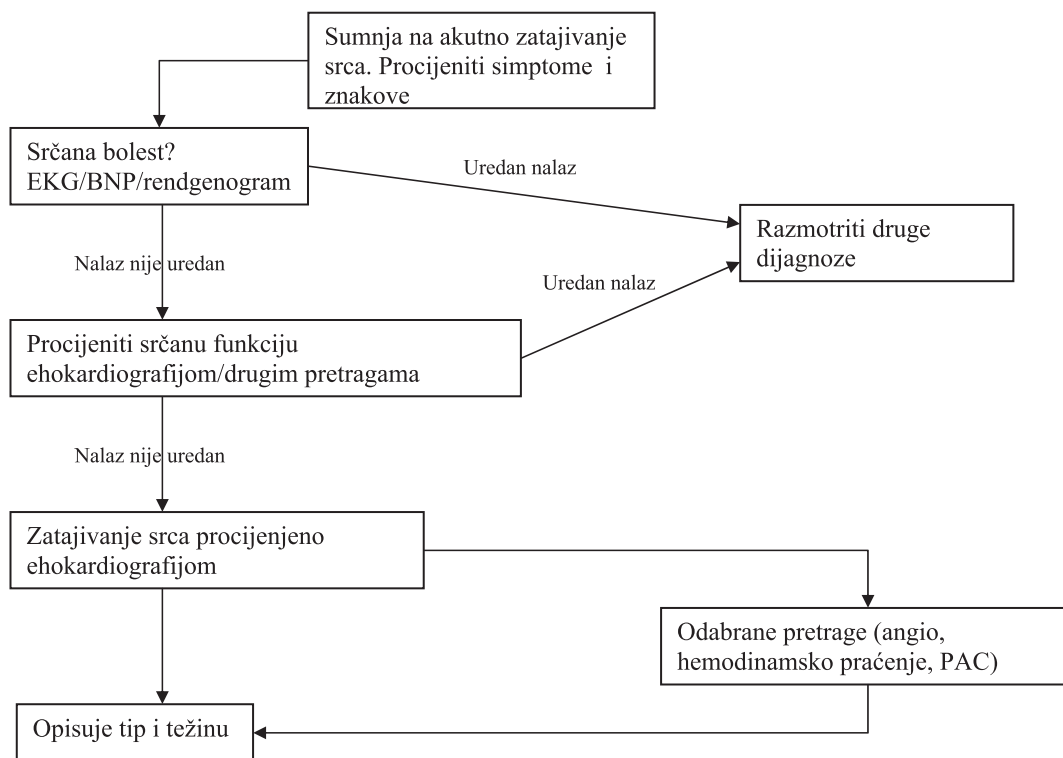 Sumnja na akutno zatajivanje
srca. Procijeniti simptome i
znakove
Srčana bolest?
EKG/BNP/rendgenogram
Uredan nalaz
Razmotriti druge
dijagnoze
Nalaz nije uredan
Uredan nalaz
Procijeniti srčanu funkciju
ehokardiografijom/drugim pretragama
Nalaz nije uredan
Zatajivanje srca procijenjeno
ehokardiografijom
Odabrane pretrage (angio,
hemodinamsko praćenje, PAC)
Opisuje tip i težinu